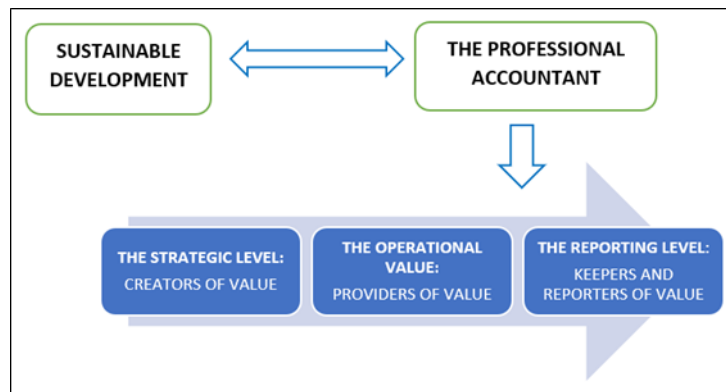 SUSTAINABLE
DEVELOPMENT
THE PROFESSIONAL
ACCOUNTANT
THE STRATEGIC LEVEL:
CREATORS OF VALUE
THE OPERATIONAL
VALUE:
PROVIDERS OF VALUE
THE REPORTING LEVEL:
KEEPERS AND
REPORTERS OF VALUE